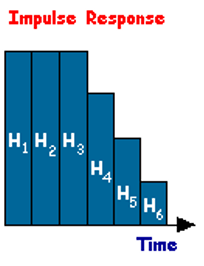 Impulse Response
H1 H2 H3 H4 H5 H6
Time